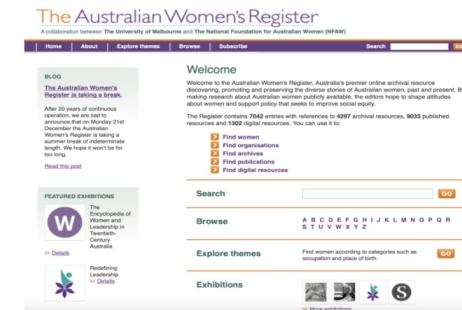 The Australian Women's Register
A collaboration between The University of Melbourne and The National Foundation for Australian Women (NFAW)
Home About Explore themes Browse Subscribe Search
BLOG
The Australian Women's
Register is taking a break.
After 20 years of continuous
operation, we are sad to
announce that on Monday 21st
December the Australian
Women's Register is taking a
summer break of indeterminate
length. We hope it won't be for
too long.
Read this post
FEATURED EXHIBITIONS
W
The
Encyclopedia of
Women and
Leadership in
Twentieth-
Century
Australia
>> Details
Redefining
Leadership
>> Details
Welcome
Welcome to the Australian Women's Register, Australia's premier online archival resource
discovering, promoting and preserving the diverse stories of Australian women, past and present. B
making research about Australian women publicly available, the editors hope to shape attitudes
about women and support policy that seeks to improve social equity.
The Register contains 7042 entries with references to 4297 archival resources, 9033 published
resources and 1302 digital resources. You can use it to:
Find women
Find organisations
Find archives
Find publications
Find digital resources
Search GO
Browse A B C D E F G H I J K L M N O P Q R
S T U V W X Y Z
Explore themes Find women according to categories such as
occupation and place of birth. GO
Exhibitions S
>> More exhibitions